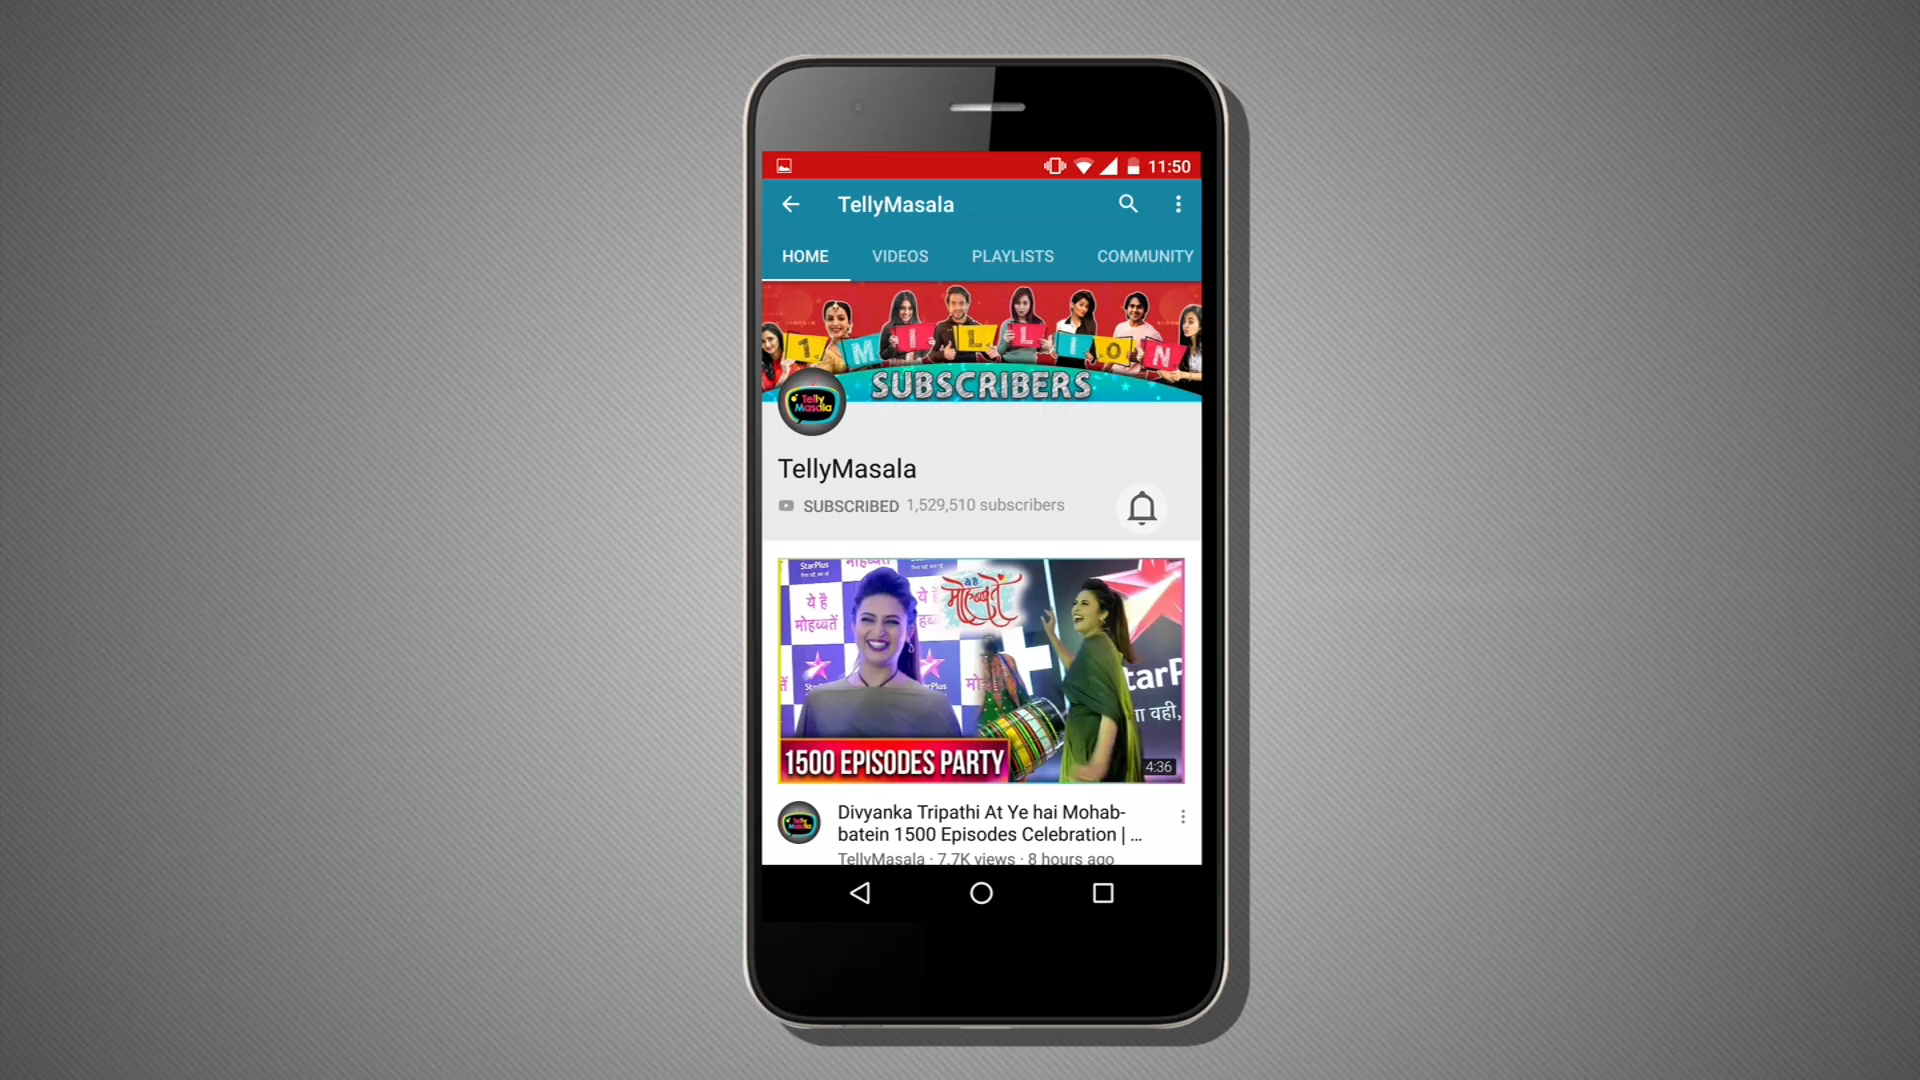 11:50
TellyMasala
HOME VIDEOS PLAYLISTS COMMUNITY
1 MILLION
SUBSCRIBERS
Telly
Masala
TellyMasala
SUBSCRIBED 1,529,510 subscribers
StarPlus
ये है
मोहब्बतें
ये है
मोहब्बतें
StarPlus
1500 EPISODES PARTY
4:36
Divyanka Tripathi At Ye hai Mohab-
batein 1500 Episodes Celebration | ...
TellyMasala · 7.7K views · 8 hours ago